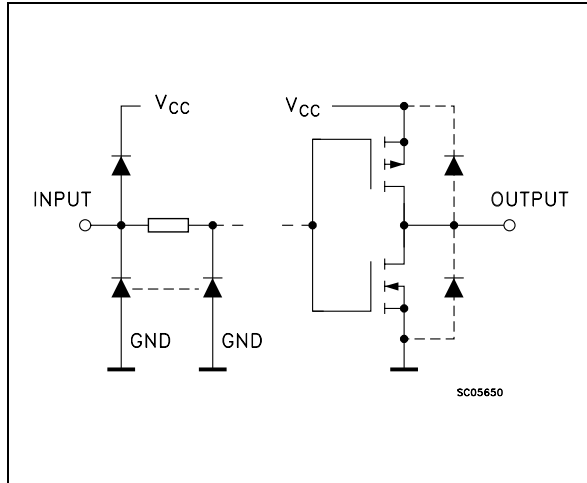 VCC
VCC
INPUT
OUTPUT
GND
GND
SC05650